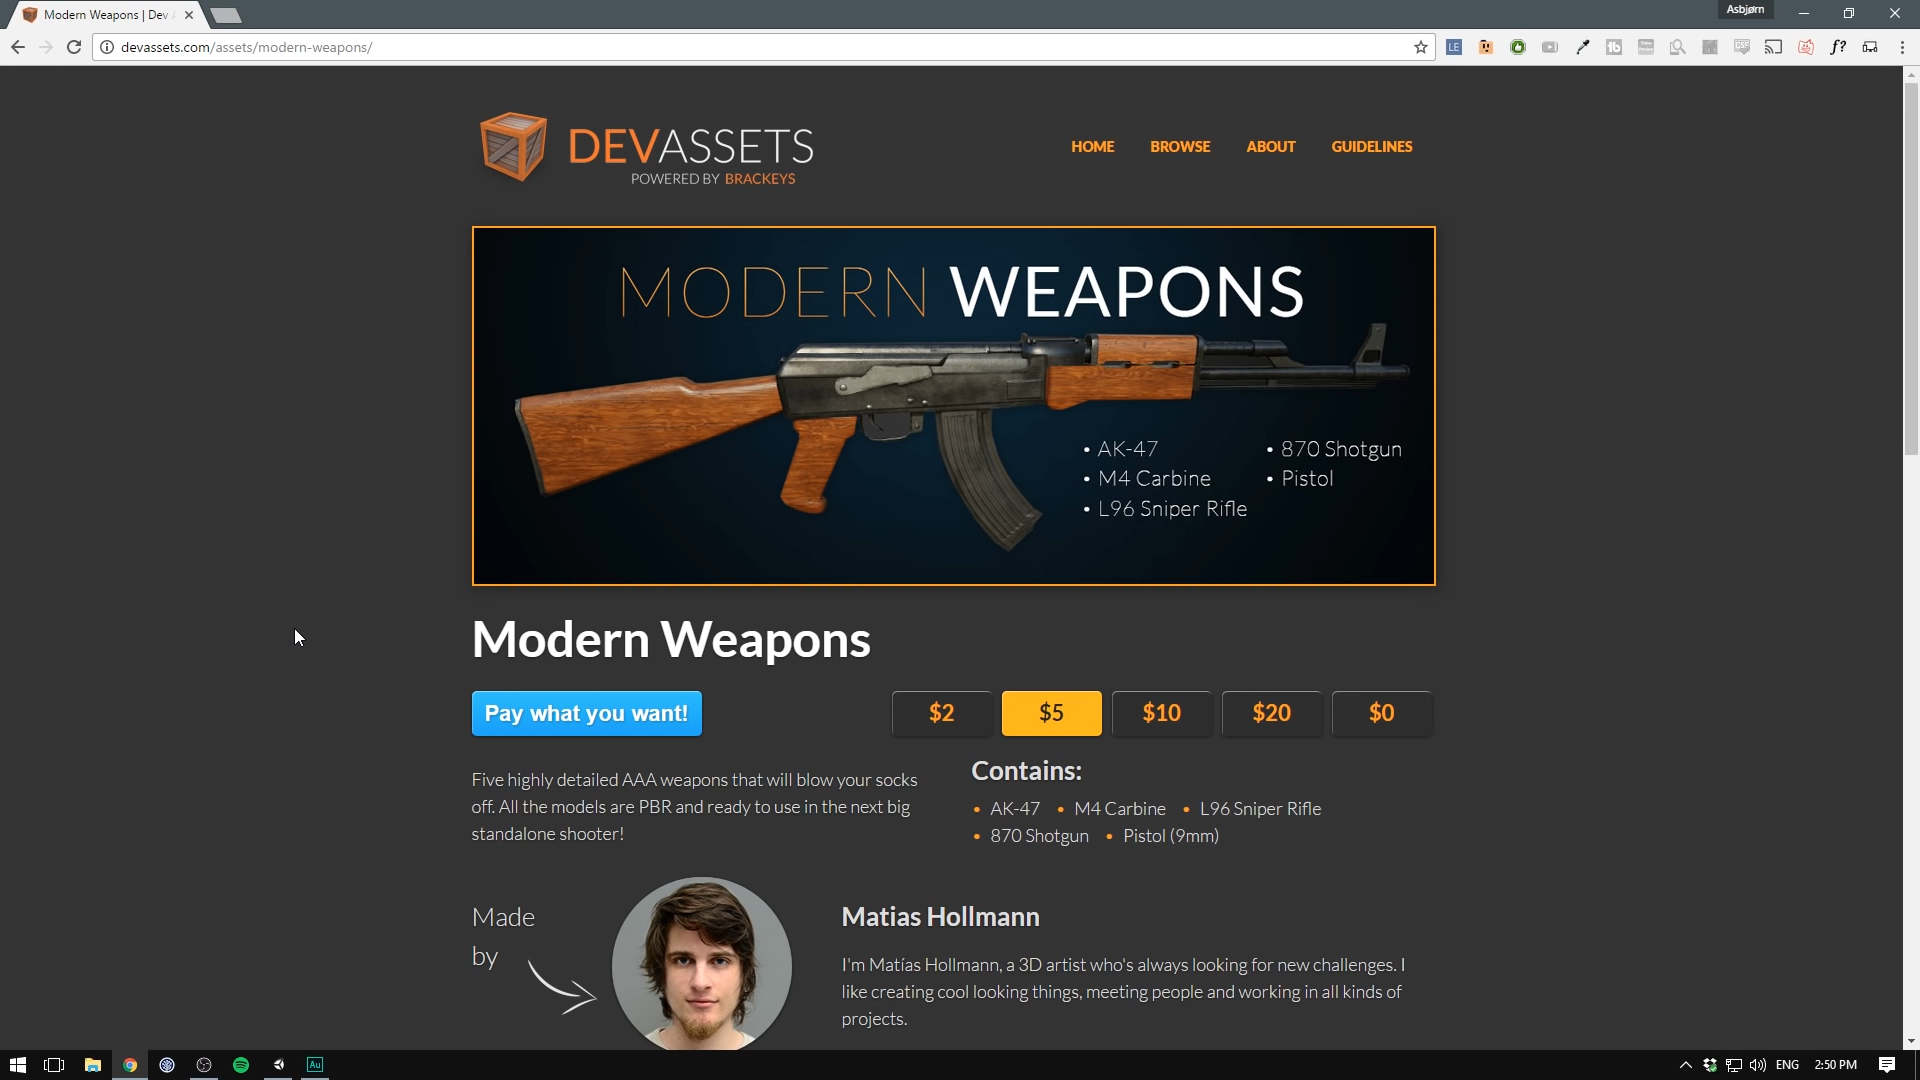 Modern Weapons | Dev
Asbjørn
devassets.com/assets/modern-weapons/
DEVASSETS
POWERED BY BRACKEYS
HOME BROWSE ABOUT GUIDELINES
MODERN WEAPONS
• AK-47 • 870 Shotgun
• M4 Carbine • Pistol
• L96 Sniper Rifle
Modern Weapons
Pay what you want! $2 $5 $10 $20 $0
Five highly detailed AAA weapons that will blow your socks
off. All the models are PBR and ready to use in the next big
standalone shooter!
Contains:
• AK-47 • M4 Carbine • L96 Sniper Rifle
• 870 Shotgun • Pistol (9mm)
Made
by
Matias Hollmann
I'm Matías Hollmann, a 3D artist who's always looking for new challenges. I
like creating cool looking things, meeting people and working in all kinds of
projects.
Au
ENG 2:50 PM